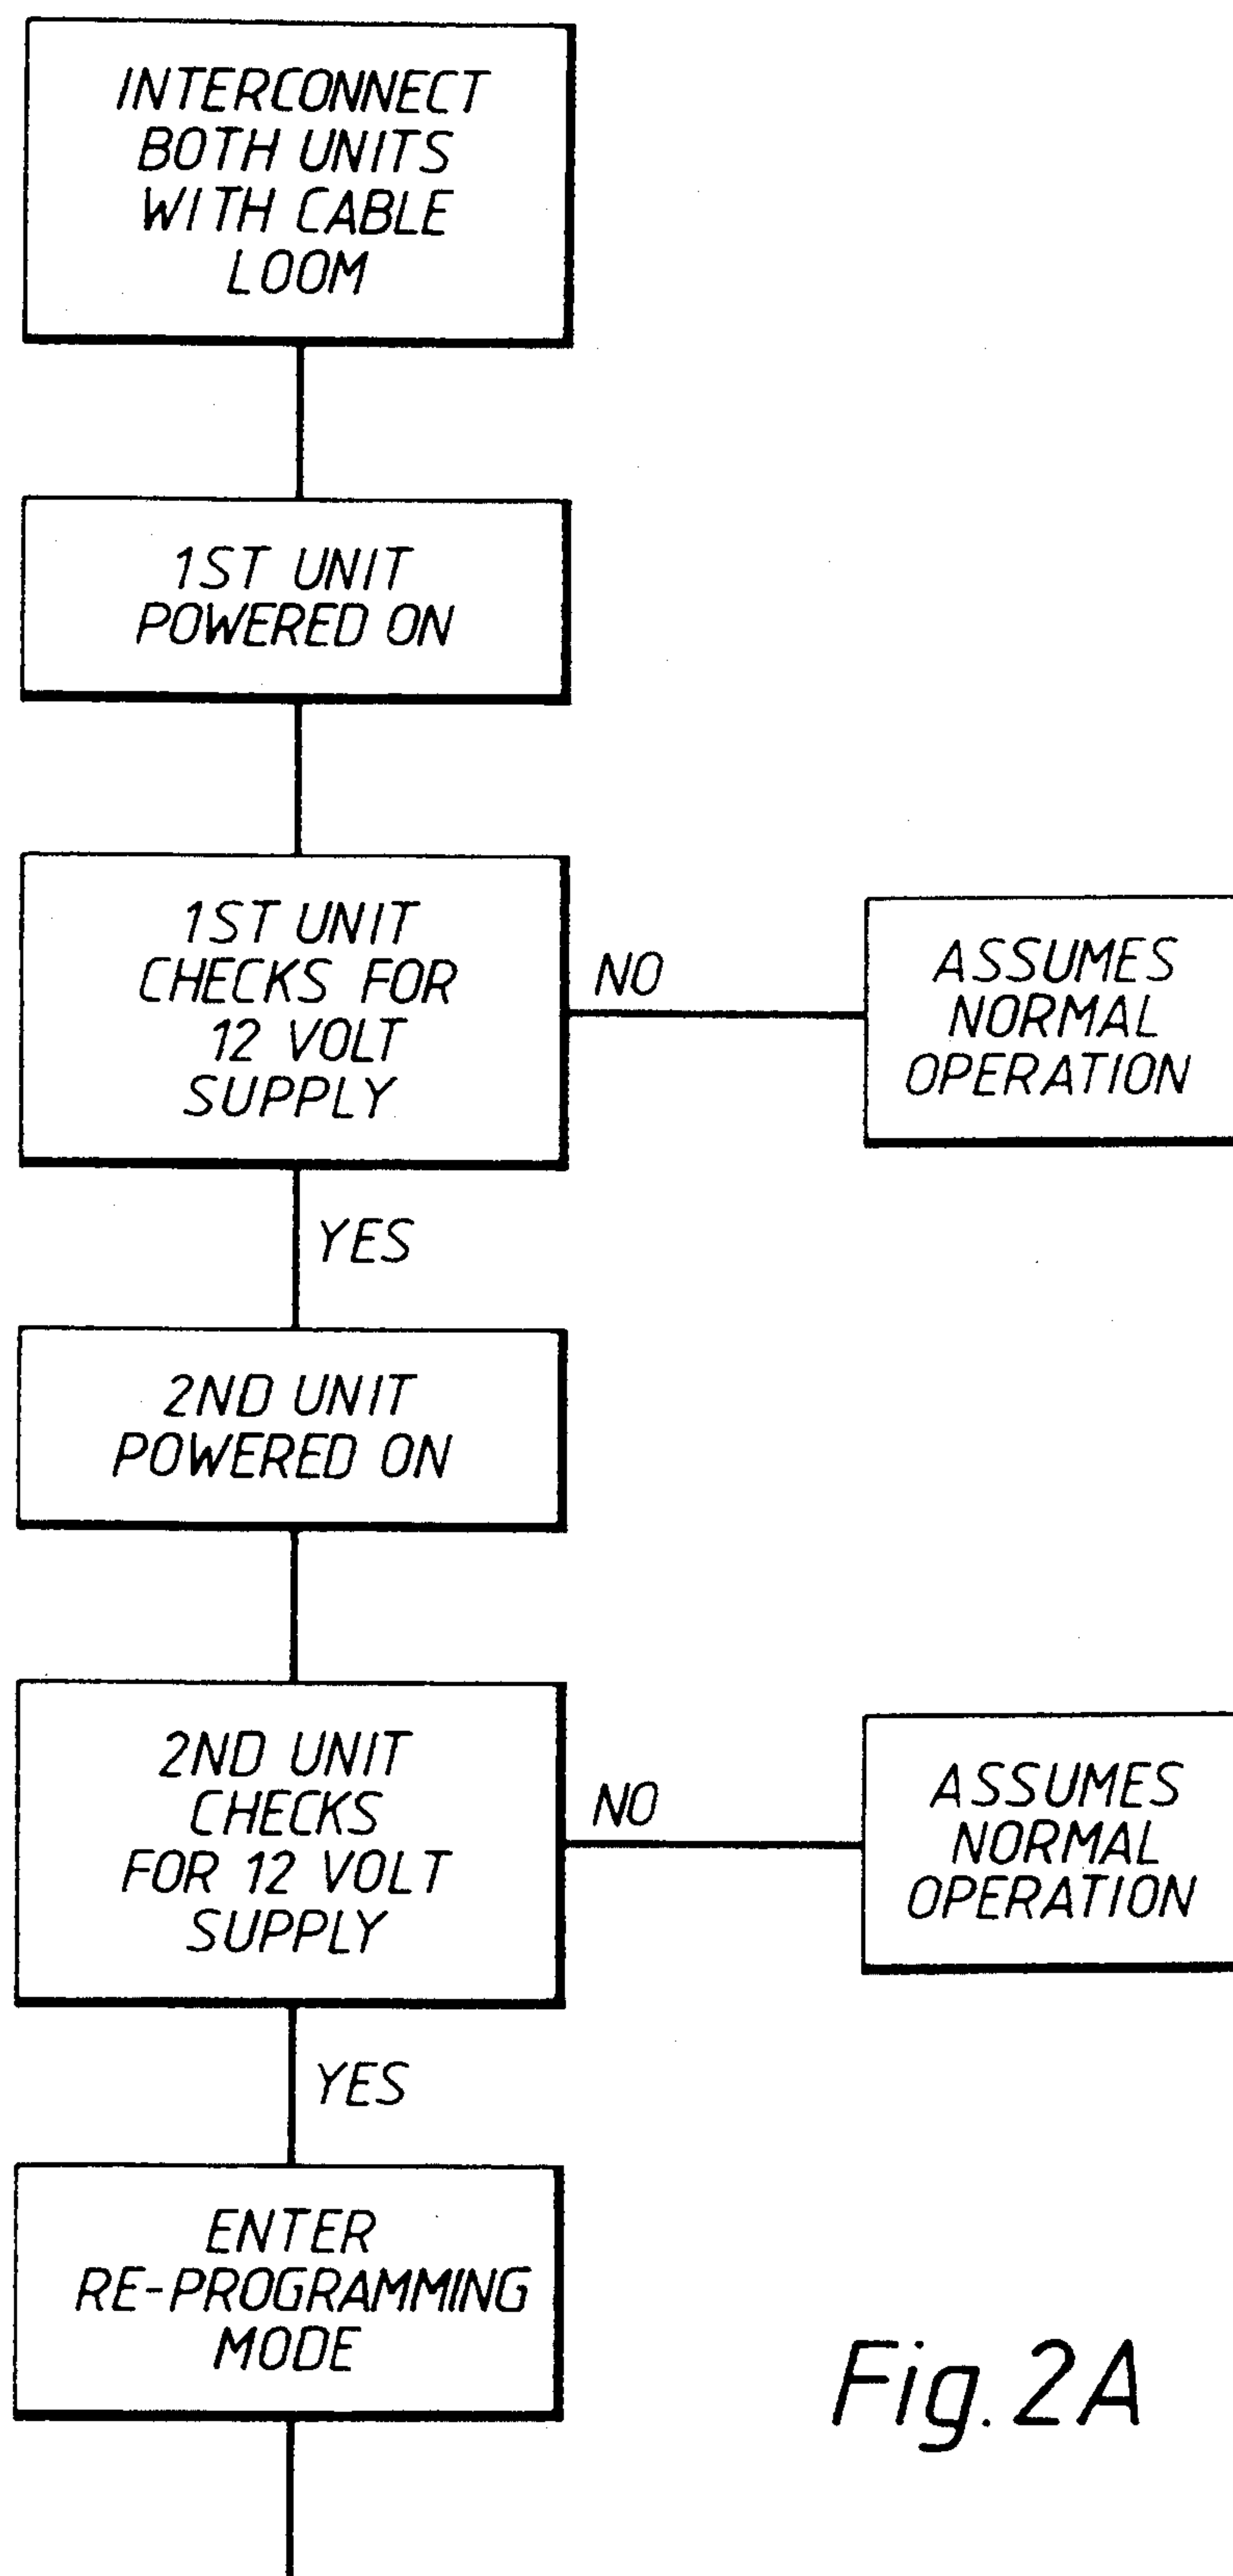 INTERCONNECT
BOTH UNITS
WITH CABLE
LOOM
1ST UNIT
POWERED ON
1ST UNIT
CHECKS FOR
12 VOLT
SUPPLY
NO
ASSUMES
NORMAL
OPERATION
YES
2ND UNIT
POWERED ON
2ND UNIT
CHECKS
FOR 12 VOLT
SUPPLY
NO
ASSUMES
NORMAL
OPERATION
YES
ENTER
RE-PROGRAMMING
MODE
Fig. 2A